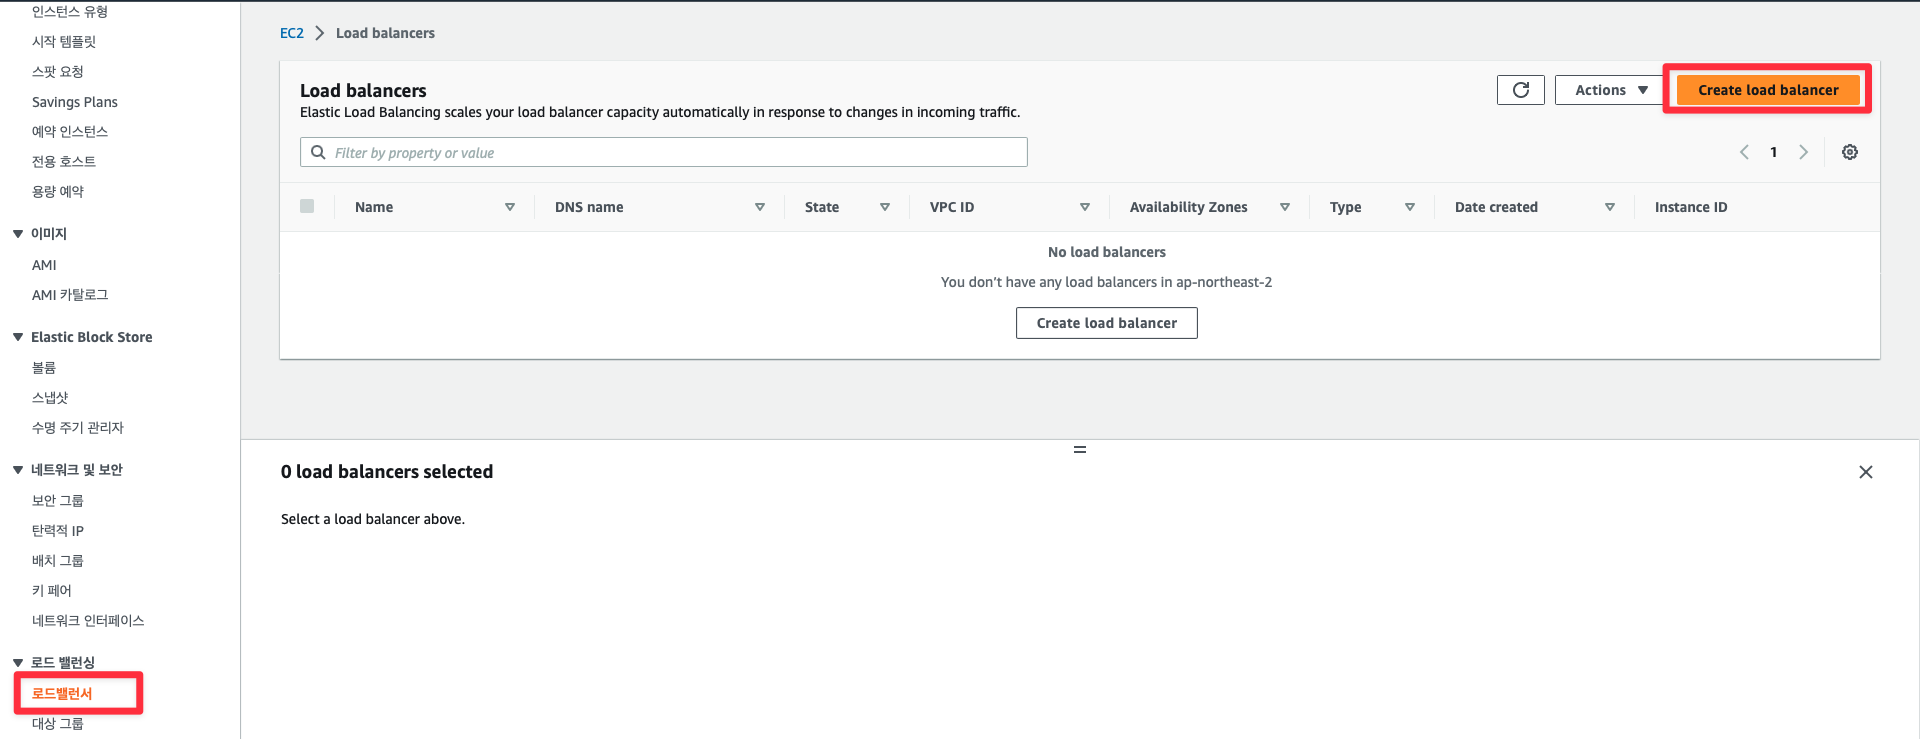 인스턴스 유형
시작 템플릿
스팟 요청
Savings Plans
예약 인스턴스
전용 호스트
용량 예약
이미지
AMI
AMI 카탈로그
Elastic Block Store
볼륨
스냅샷
수명 주기 관리자
네트워크 및 보안
보안 그룹
탄력적 IP
배치 그룹
키 페어
네트워크 인터페이스
로드 밸런싱
로드밸런서
대상 그룹
EC2 > Load balancers
Load balancers
Elastic Load Balancing scales your load balancer capacity automatically in response to changes in incoming traffic.
Actions
Create load balancer
Filter by property or value
1
Name DNS name State VPC ID Availability Zones Type Date created Instance ID
No load balancers
You don't have any load balancers in ap-northeast-2
Create load balancer
0 load balancers selected
Select a load balancer above.